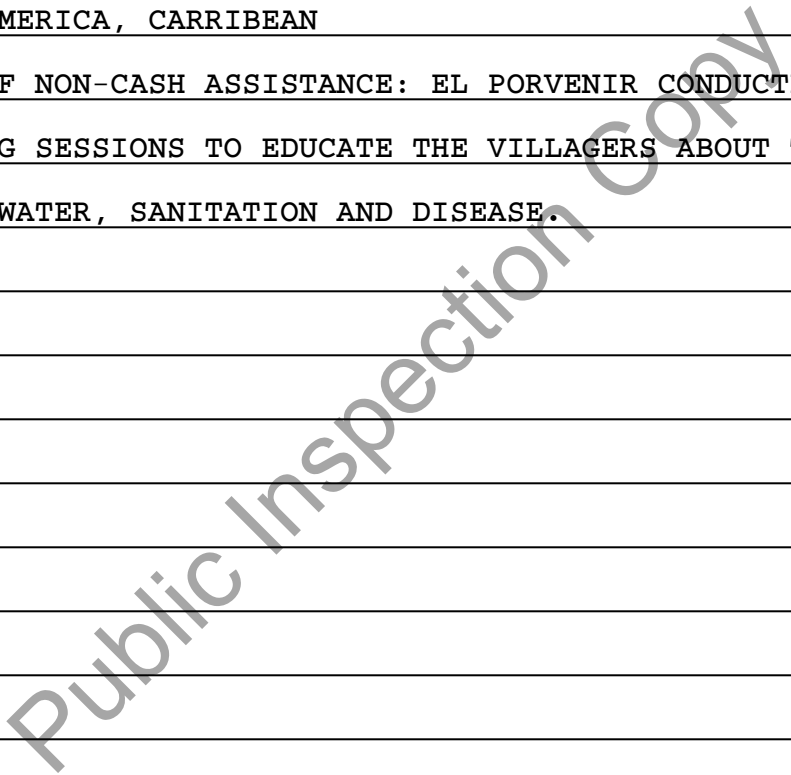 MERICA, CARRIBEAN
F NON-CASH ASSISTANCE: EL PORVENIR CONDUCT
G SESSIONS TO EDUCATE THE VILLAGERS ABOUT
WATER, SANITATION AND DISEASE.
Public Inspection Copy